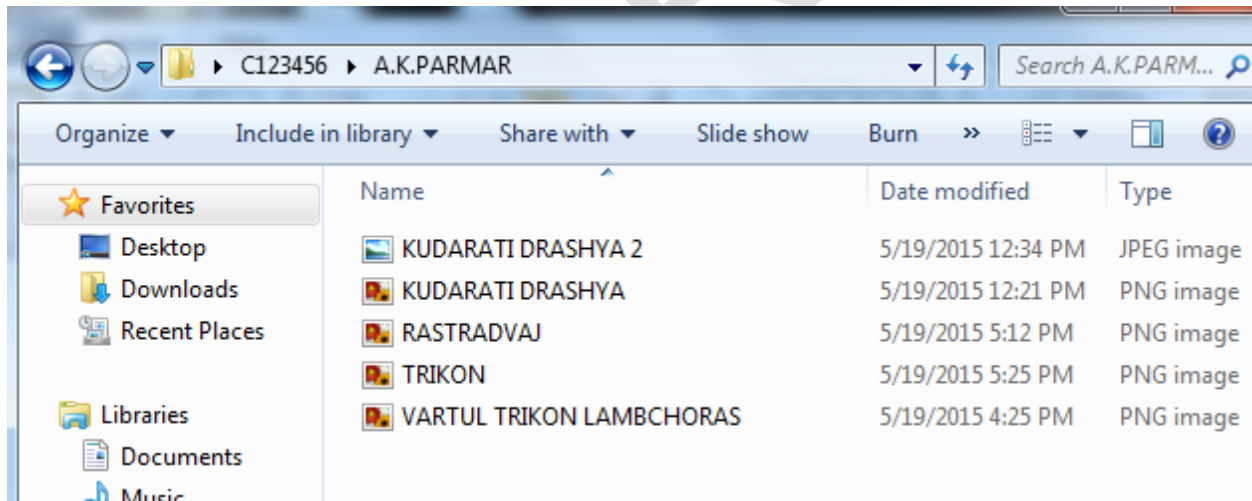 C123456 ▸ A.K.PARMAR Search A.K.PARM...
Organize Include in library Share with Slide show Burn »
Favorites
Desktop
Downloads
Recent Places
Libraries
Documents
Music
Name Date modified Type
KUDARATI DRASHYA 2 5/19/2015 12:34 PM JPEG image
KUDARATI DRASHYA 5/19/2015 12:21 PM PNG image
RASTRADVAJ 5/19/2015 5:12 PM PNG image
TRIKON 5/19/2015 5:25 PM PNG image
VARTUL TRIKON LAMBCHORAS 5/19/2015 4:25 PM PNG image